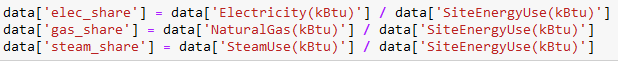 data['elec_share'] = data['Electricity(kBtu)'] / data['SiteEnergyUse(kBtu)']
data['gas_share'] = data['NaturalGas(kBtu)'] / data['SiteEnergyUse(kBtu)']
data['steam_share'] = data['SteamUse(kBtu)'] / data['SiteEnergyUse(kBtu)']